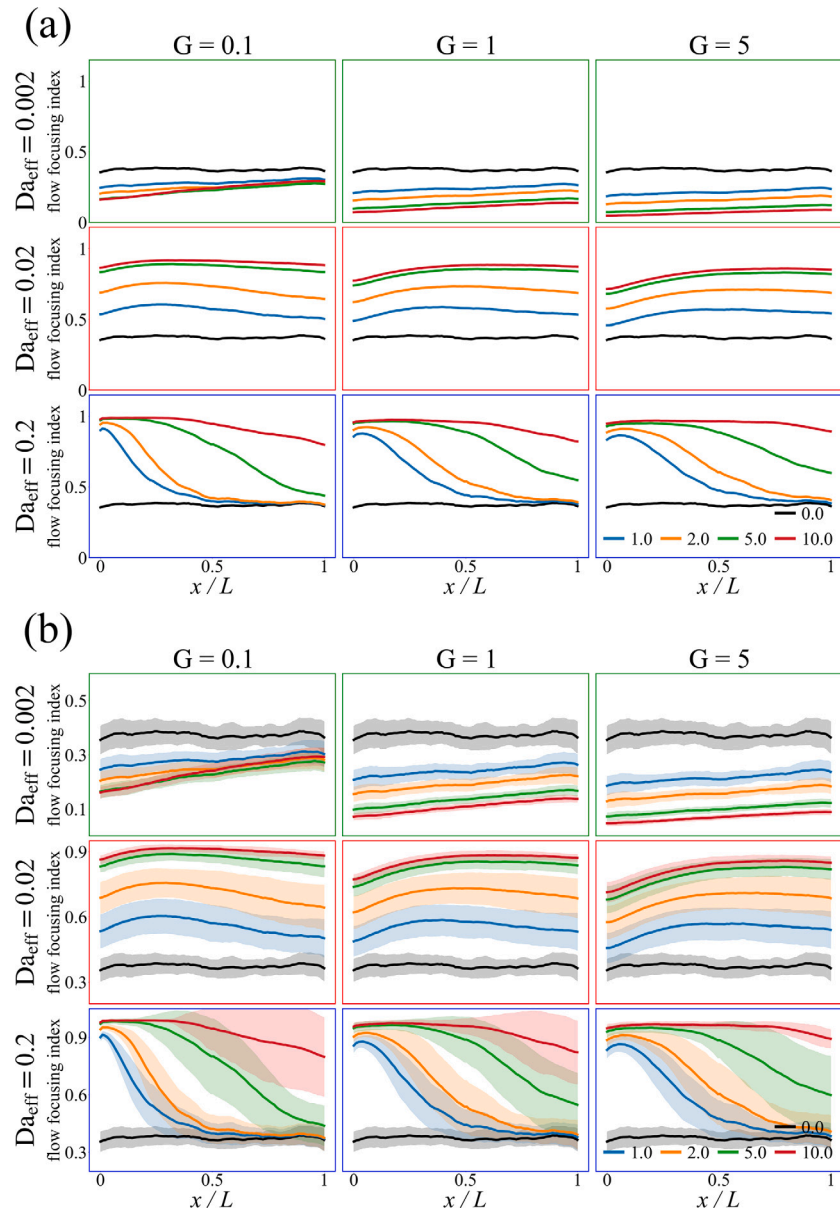 (a)
G = 0.1 G = 1 G = 5
Da_eff = 0.002
flow focusing index
1
0.5
0
Da_eff = 0.02
flow focusing index
1
0.5
0
Da_eff = 0.2
flow focusing index
1
0.5
0
0.0
1.0 2.0 5.0 10.0
0 0.5 1 0 0.5 1 0 0.5 1
x / L x / L x / L
(b)
G = 0.1 G = 1 G = 5
Da_eff = 0.002
flow focusing index
0.5
0.3
0.1
Da_eff = 0.02
flow focusing index
0.9
0.6
0.3
Da_eff = 0.2
flow focusing index
0.9
0.6
0.3
0.0
1.0 2.0 5.0 10.0
0 0.5 1 0 0.5 1 0 0.5 1
x / L x / L x / L